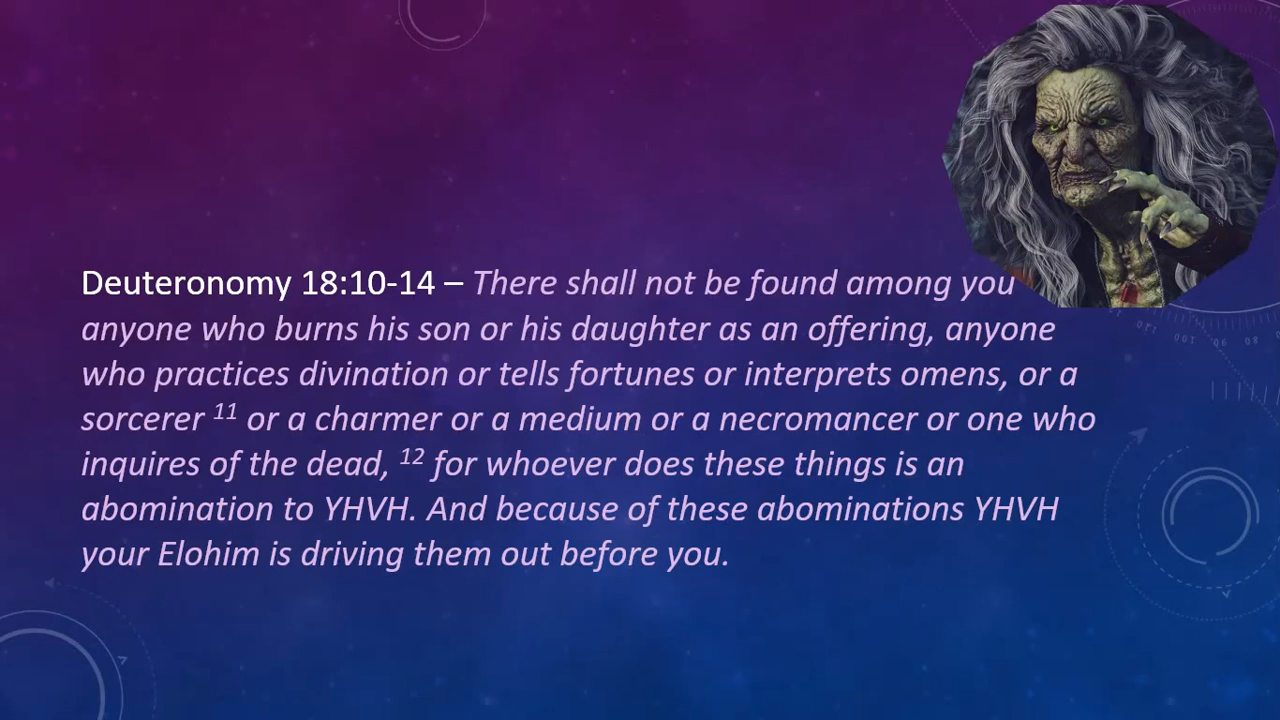 Deuteronomy 18:10-14 – There shall not be found among you
anyone who burns his son or his daughter as an offering, anyone
who practices divination or tells fortunes or interprets omens, or a
sorcerer 11 or a charmer or a medium or a necromancer or one who
inquires of the dead, 12 for whoever does these things is an
abomination to YHVH. And because of these abominations YHVH
your Elohim is driving them out before you.